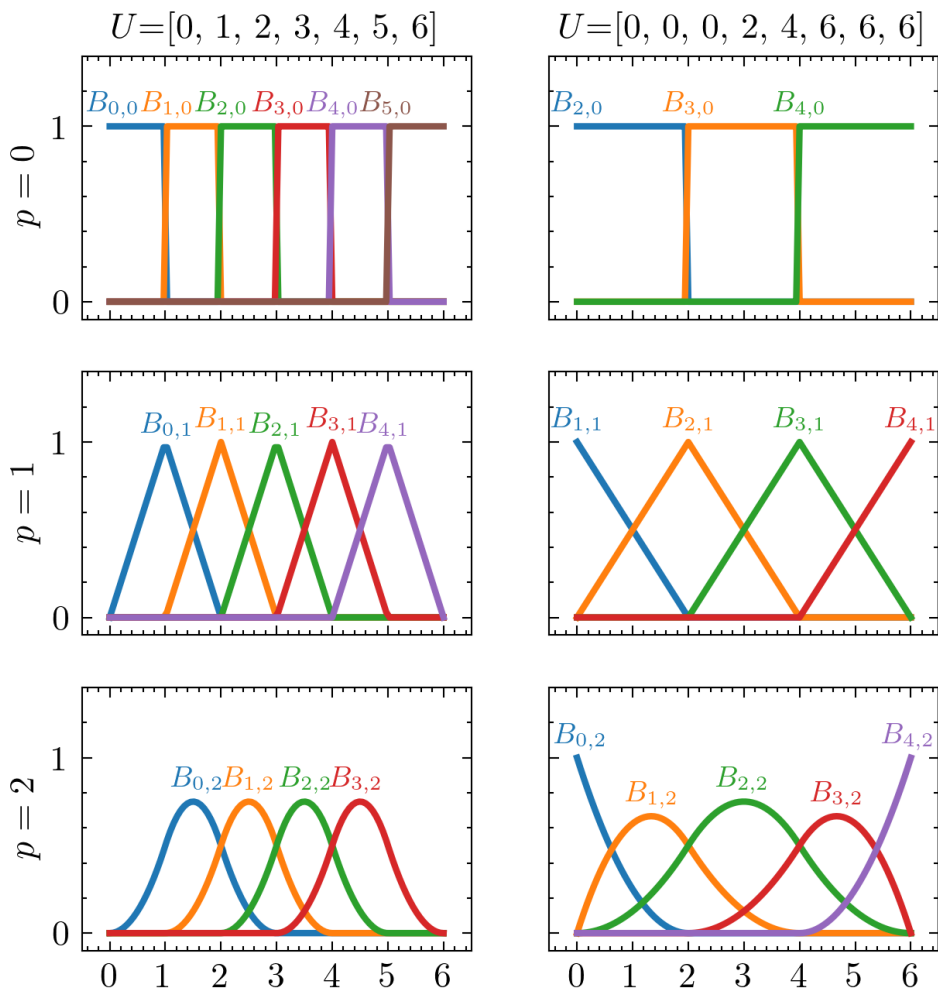 U=[0, 1, 2, 3, 4, 5, 6]
U=[0, 0, 0, 2, 4, 6, 6, 6]
p = 0
1
0
B0,0 B1,0 B2,0 B3,0 B4,0 B5,0
B2,0 B3,0 B4,0
p = 1
1
0
B0,1 B1,1 B2,1 B3,1 B4,1
B1,1 B2,1 B3,1 B4,1
p = 2
1
0
B0,2 B1,2 B2,2 B3,2
B0,2 B1,2 B2,2 B3,2 B4,2
0 1 2 3 4 5 6
0 1 2 3 4 5 6